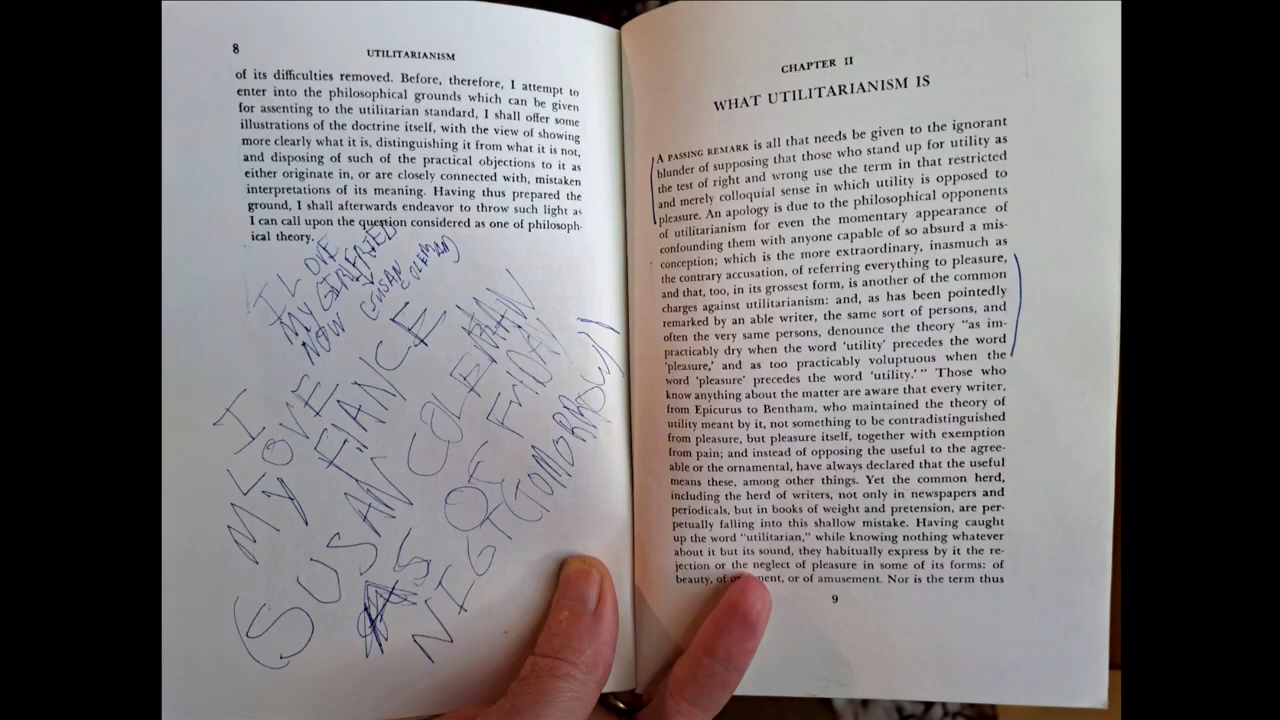 8
UTILITARIANISM
of its difficulties removed. Before, therefore, I attempt to
enter into the philosophical grounds which can be given
for assenting to the utilitarian standard, I shall offer some
illustrations of the doctrine itself, with the view of showing
more clearly what it is, distinguishing it from what it is not,
and disposing of such of the practical objections to it as
either originate in, or are closely connected with, mistaken
interpretations of its meaning. Having thus prepared the
ground, I shall afterwards endeavor to throw such light as
I can call upon the question considered as one of philosoph-
ical theory.
I LOVE
MY GIRLFRIEND
NOW (SUSAN COLEMAN)
I
LOVE
MY FIANCE
(SUSAN COLEMAN
AS OF FRIDAY
NIGT (TOMORROW)
CHAPTER II
WHAT UTILITARIANISM IS
A PASSING REMARK is all that needs be given to the ignorant
blunder of supposing that those who stand up for utility as
the test of right and wrong use the term in that restricted
and merely colloquial sense in which utility is opposed to
pleasure. An apology is due to the philosophical opponents
of utilitarianism for even the momentary appearance of
confounding them with anyone capable of so absurd a mis-
conception; which is the more extraordinary, inasmuch as
the contrary accusation, of referring everything to pleasure,
and that, too, in its grossest form, is another of the common
charges against utilitarianism: and, as has been pointedly
remarked by an able writer, the same sort of persons, and
often the very same persons, denounce the theory "as im-
practicably dry when the word 'utility' precedes the word
'pleasure,' and as too practicably voluptuous when the
word 'pleasure' precedes the word 'utility.'" Those who
know anything about the matter are aware that every writer,
from Epicurus to Bentham, who maintained the theory of
utility meant by it, not something to be contradistinguished
from pleasure, but pleasure itself, together with exemption
from pain; and instead of opposing the useful to the agree-
able or the ornamental, have always declared that the useful
means these, among other things. Yet the common herd,
including the herd of writers, not only in newspapers and
periodicals, but in books of weight and pretension, are per-
petually falling into this shallow mistake. Having caught
up the word "utilitarian," while knowing nothing whatever
about it but its sound, they habitually express by it the re-
jection or the neglect of pleasure in some of its forms: of
beauty, of or of amusement. Nor is the term thus
9